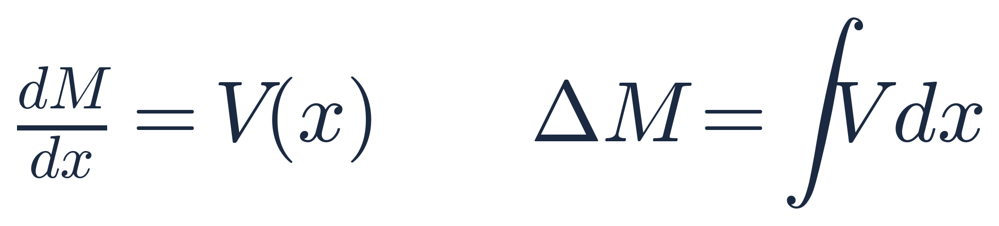 dM/dx = V(x)    ΔM = ∫V dx